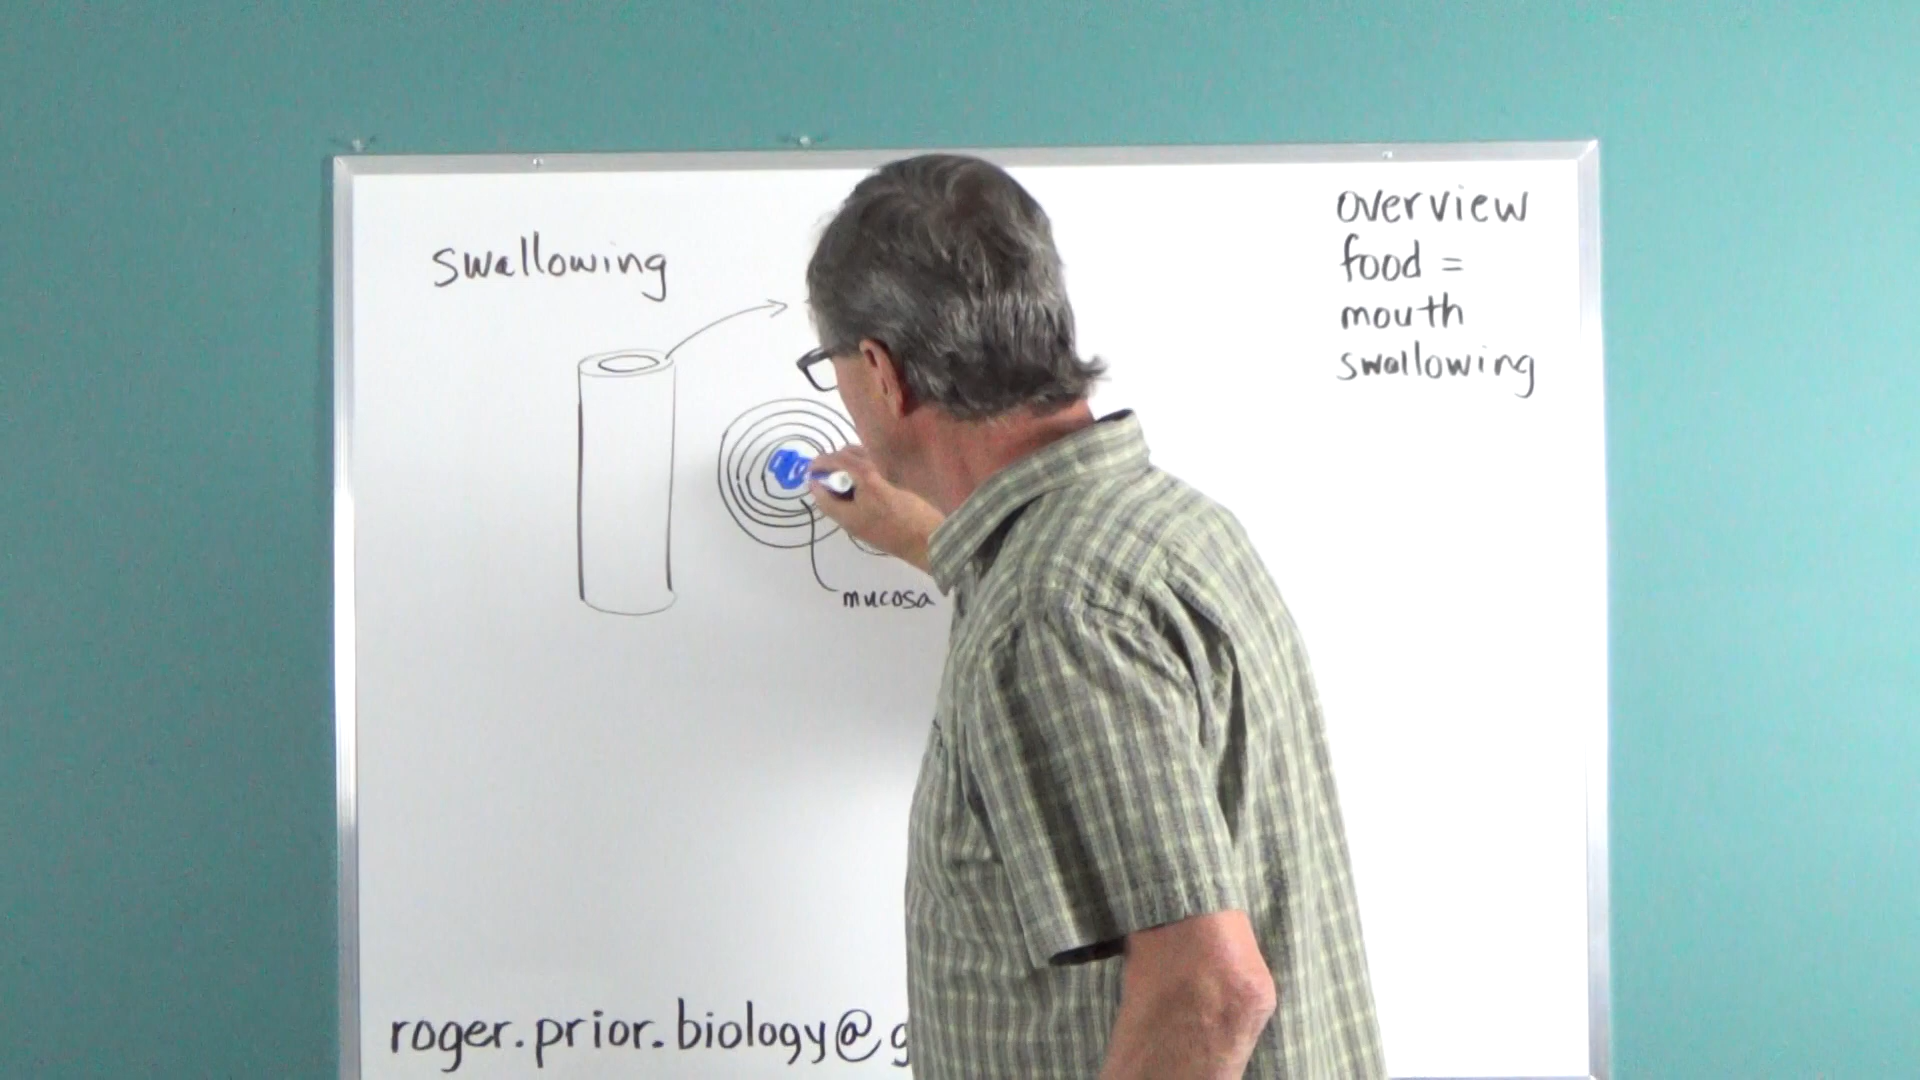 swallowing
mucosa
overview
food =
mouth
swallowing
roger.prior.biology@g